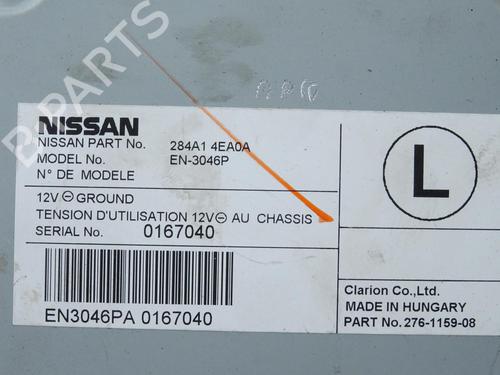 B-PARTS
NISSAN
NISSAN PART No. 284A1 4EA0A
MODEL No. EN-3046P
N° DE MODELE
12V ⊖ GROUND
TENSION D'UTILISATION 12V ⊖ AU CHASSIS
SERIAL No. 0167040
EN3046PA 0167040
L
Clarion Co.,Ltd.
MADE IN HUNGARY
PART No.276-1159-08